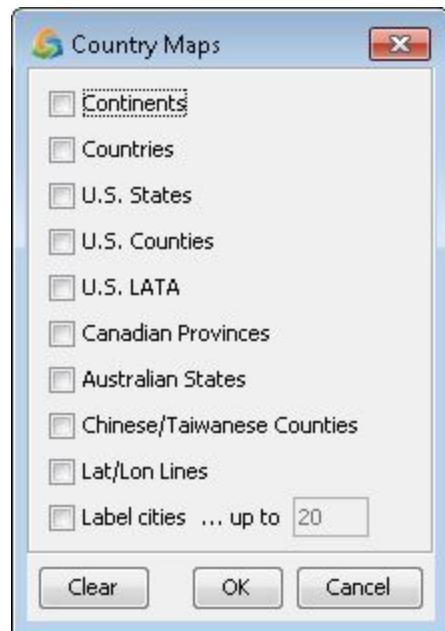 Country Maps
Continents
Countries
U.S. States
U.S. Counties
U.S. LATA
Canadian Provinces
Australian States
Chinese/Taiwanese Counties
Lat/Lon Lines
Label cities ... up to 20
Clear OK Cancel